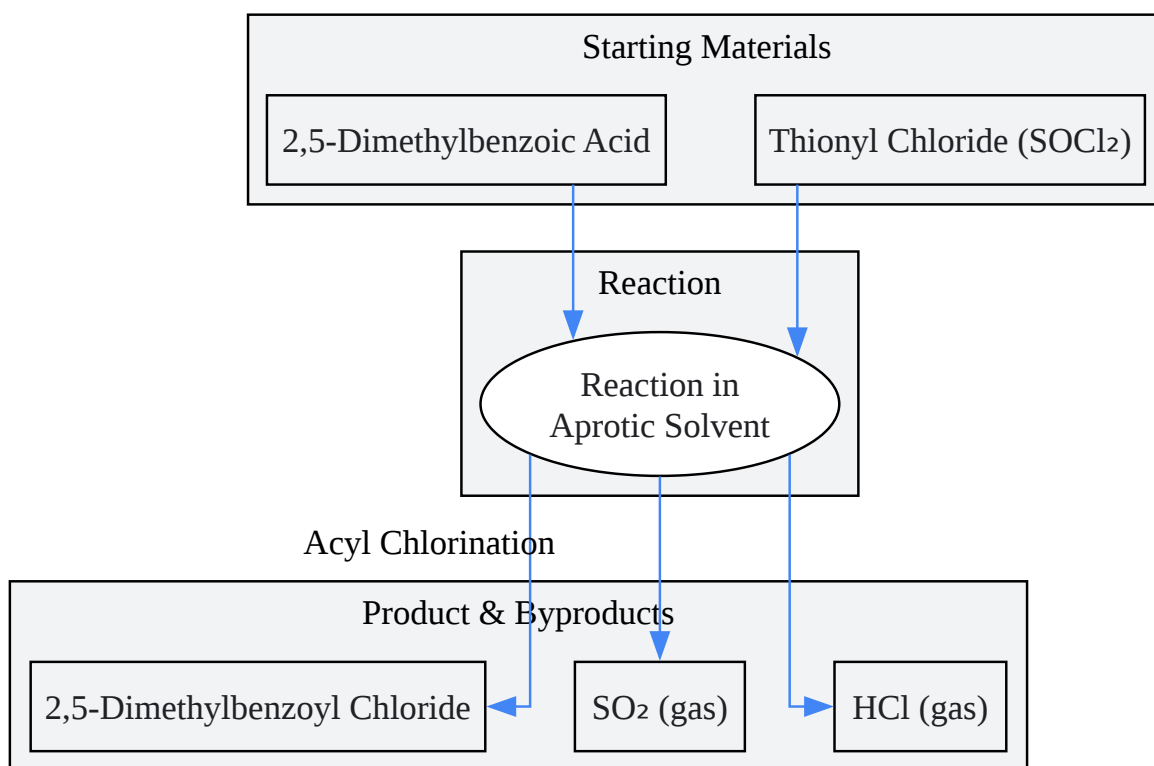 Starting Materials
2,5-Dimethylbenzoic Acid
Thionyl Chloride (SOCl₂)
Reaction
Reaction in
Aprotic Solvent
Acyl Chlorination
Product & Byproducts
2,5-Dimethylbenzoyl Chloride
SO₂ (gas)
HCl (gas)